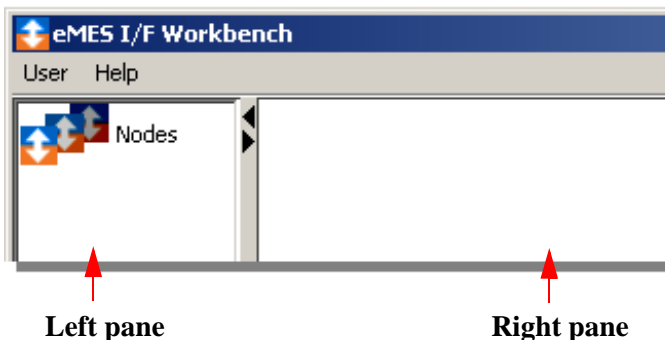 eMES I/F Workbench
User Help
Nodes
Left pane Right pane